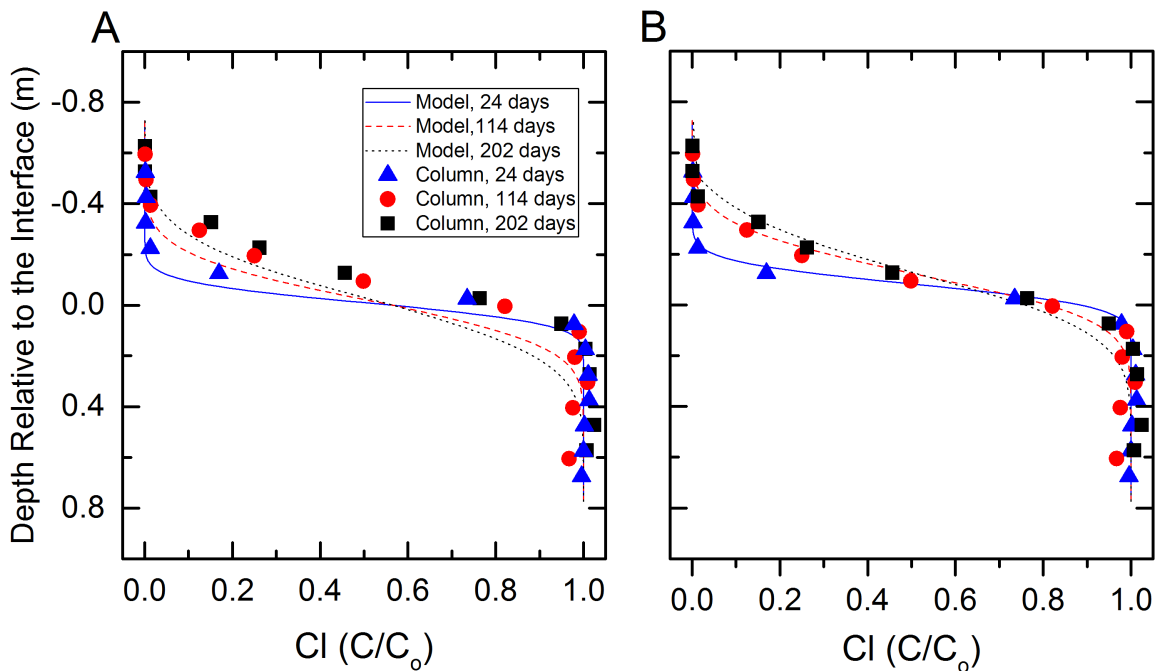 A
B
Depth Relative to the Interface (m)
-0.8
-0.4
0.0
0.4
0.8
Model, 24 days
Model,114 days
Model, 202 days
Column, 24 days
Column, 114 days
Column, 202 days
0.0 0.2 0.4 0.6 0.8 1.0
0.0 0.2 0.4 0.6 0.8 1.0
Cl (C/Co)
Cl (C/Co)